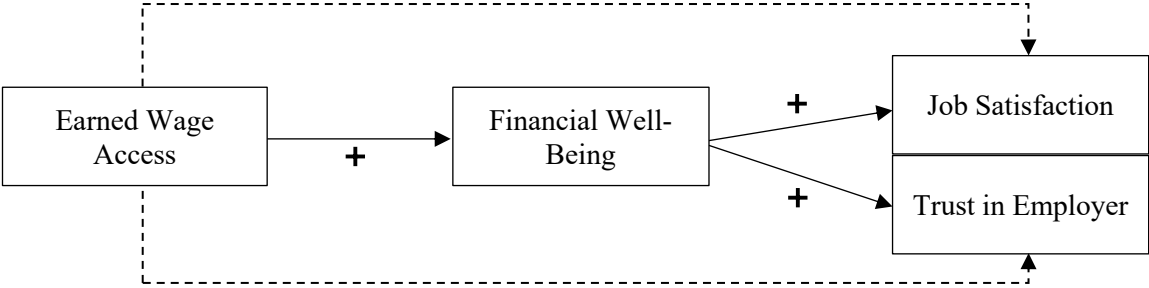 Earned Wage
Access
+
Financial Well-
Being
+
+
Job Satisfaction
Trust in Employer